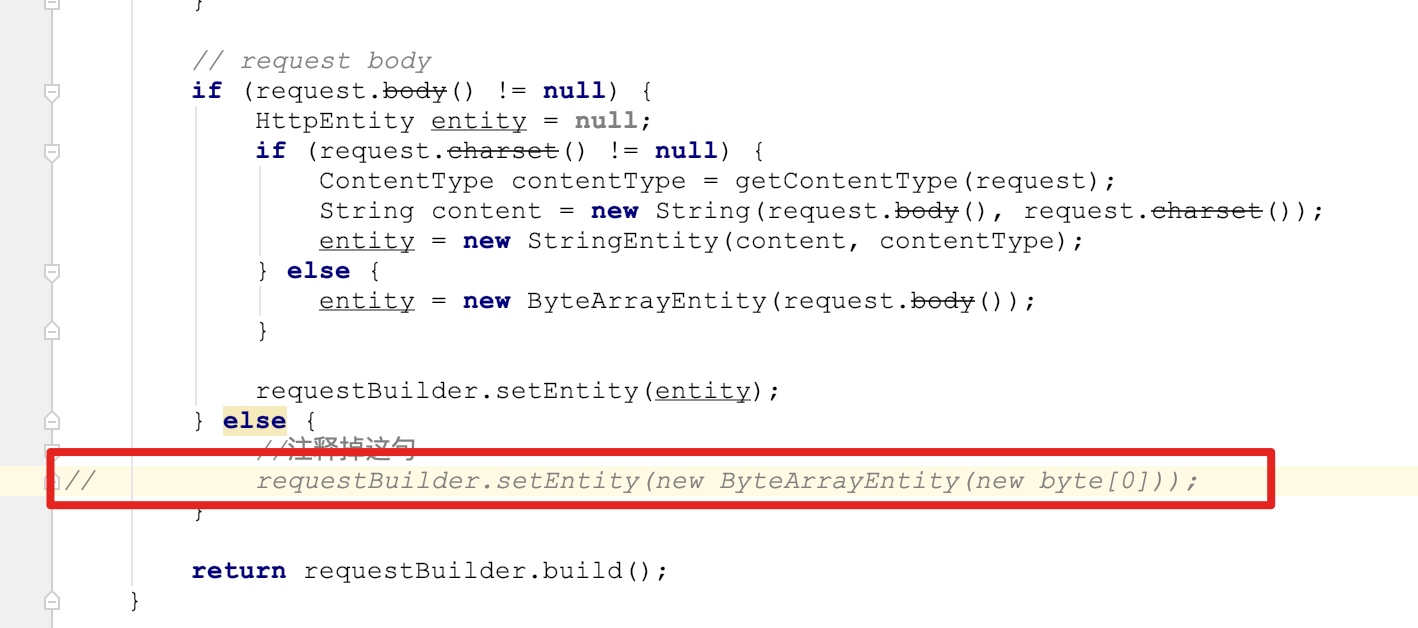 }
// request body
if (request.body() != null) {
HttpEntity entity = null;
if (request.charset() != null) {
ContentType contentType = getContentType(request);
String content = new String(request.body(), request.charset());
entity = new StringEntity(content, contentType);
} else {
entity = new ByteArrayEntity(request.body());
}
requestBuilder.setEntity(entity);
} else {
//注释掉这句
// requestBuilder.setEntity(new ByteArrayEntity(new byte[0]));
}
return requestBuilder.build();
}